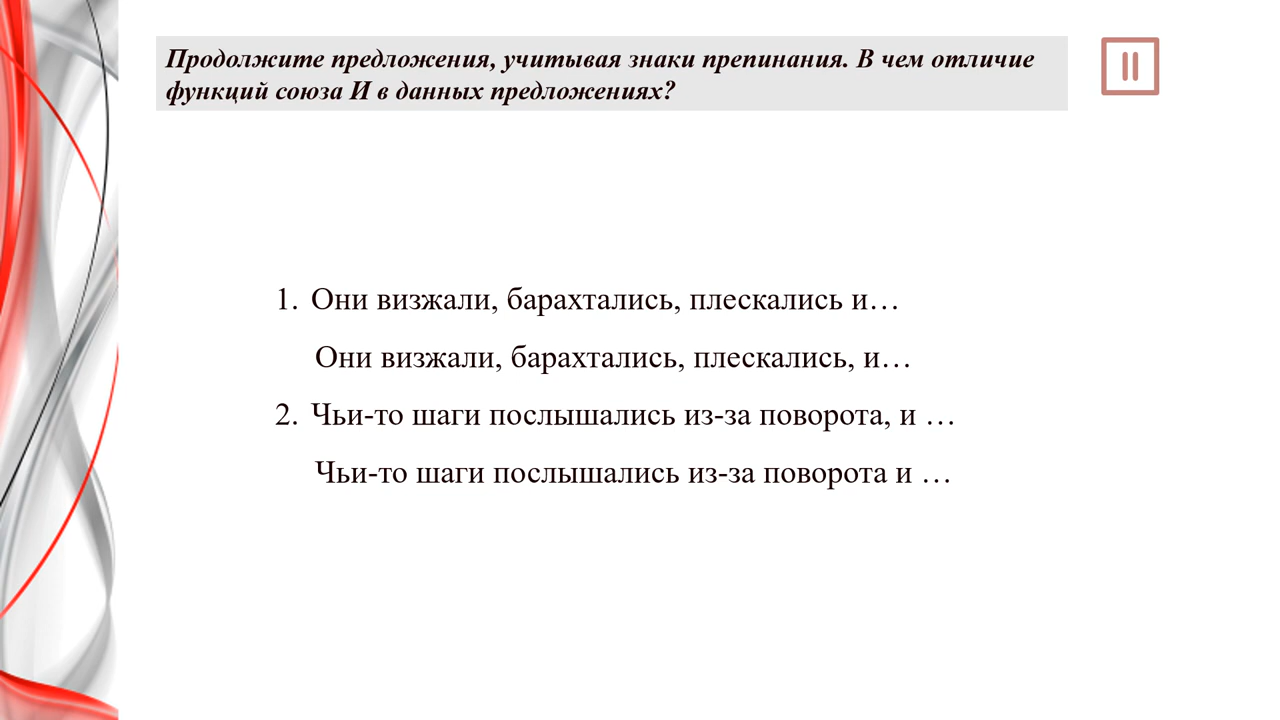 Продолжите предложения, учитывая знаки препинания. В чем отличие
функций союза И в данных предложениях?
II
1. Они визжали, барахтались, плескались и…
Они визжали, барахтались, плескались, и…
2. Чьи-то шаги послышались из-за поворота, и …
Чьи-то шаги послышались из-за поворота и …